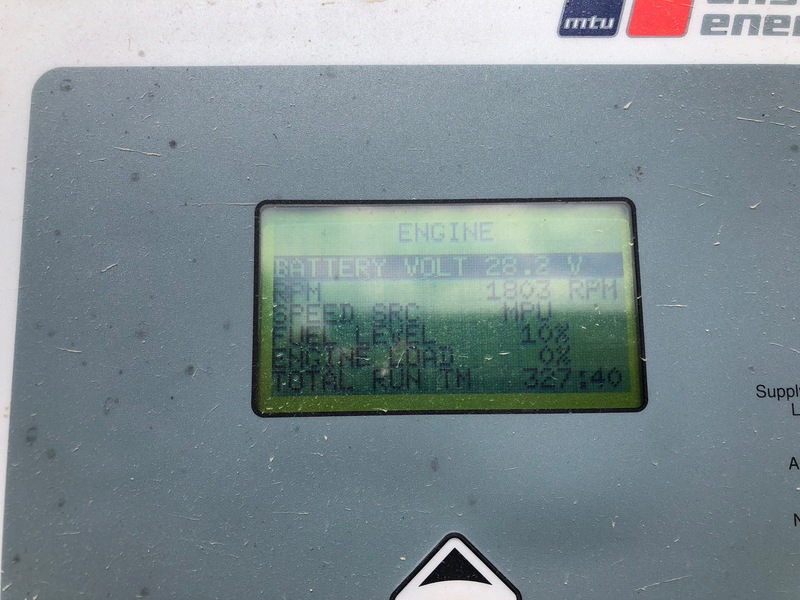 mtu
ENGINE
BATTERY VOLT 28.2 V
RPM 1803 RPM
SPEED SRC MPU
FUEL LEVEL 10%
ENGINE LOAD 0%
TOTAL RUN TM 327:40
Supply
L
A
N